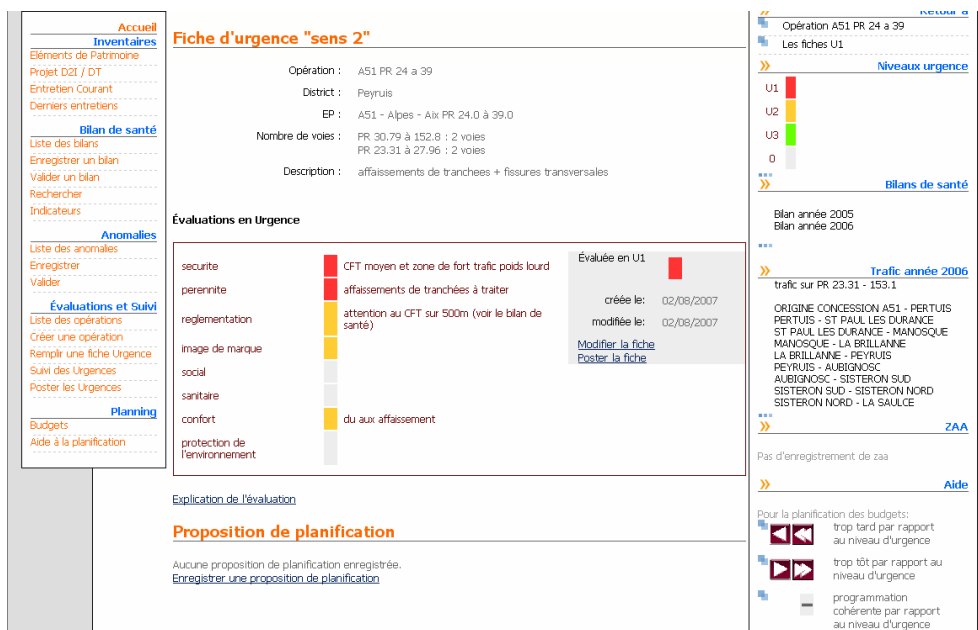 Accueil
Inventaires
Eléments de Patrimoine
Projet D2I / DT
Entretien Courant
Derniers entretiens
Bilan de santé
Liste des bilans
Enregistrer un bilan
Valider un bilan
Rechercher
Indicateurs
Anomalies
Liste des anomalies
Enregistrer
Valider
Évaluations et Suivi
Liste des opérations
Créer une opération
Remplir une fiche Urgence
Suivi des Urgences
Poster les Urgences
Planning
Budgets
Aide à la planification
Fiche d'urgence "sens 2"
Opération : A51 PR 24 a 39
District : Peyruis
EP : A51 - Alpes - Aix PR 24.0 à 39.0
Nombre de voies : PR 30.79 à 152.8 : 2 voies
PR 23.31 à 27.96 : 2 voies
Description : affaissements de tranchees + fissures transversales
Évaluations en Urgence
securite CFT moyen et zone de fort trafic poids lourd
perennite affaissements de tranchées à traiter
reglementation attention au CFT sur 500m (voir le bilan de
santé)
image de marque
social
sanitaire
confort du aux affaissement
protection de
l'environnement
Évaluée en U1
créée le: 02/08/2007
modifiée le: 02/08/2007
Modifier la fiche
Poster la fiche
Explication de l'évaluation
Proposition de planification
Aucune proposition de planification enregistrée.
Enregistrer une proposition de planification
Retour à
Opération A51 PR 24 a 39
Les fiches U1
Niveaux urgence
U1
U2
U3
0
Bilans de santé
Bilan année 2005
Bilan année 2006
Trafic année 2006
trafic sur PR 23.31 - 153.1
ORIGINE CONCESSION A51 - PERTUIS
PERTUIS - ST PAUL LES DURANCE
ST PAUL LES DURANCE - MANOSQUE
MANOSQUE - LA BRILLANNE
LA BRILLANNE - PEYRUIS
PEYRUIS - AUBIGNOSC
AUBIGNOSC - SISTERON SUD
SISTERON SUD - SISTERON NORD
SISTERON NORD - LA SAULCE
ZAA
Pas d'enregistrement de zaa
Aide
Pour la planification des budgets:
trop tard par rapport
au niveau d'urgence
trop tôt par rapport au
niveau d'urgence
programmation
cohérente par rapport
au niveau d'urgence